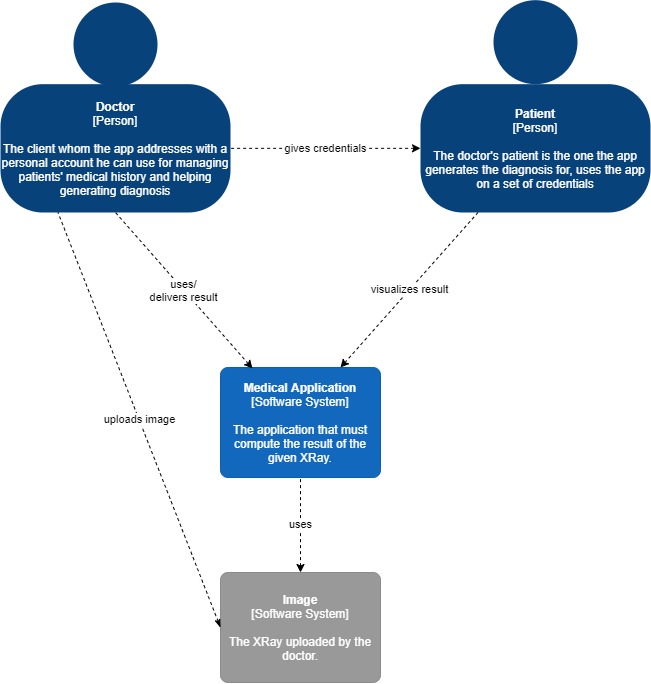 Doctor
[Person]
The client whom the app addresses with a
personal account he can use for managing
patients' medical history and helping
generating diagnosis
gives credentials
Patient
[Person]
The doctor's patient is the one the app
generates the diagnosis for, uses the app
on a set of credentials
uses/
delivers result
visualizes result
uploads image
Medical Application
[Software System]
The application that must
compute the result of the
given XRay.
uses
Image
[Software System]
The XRay uploaded by the
doctor.